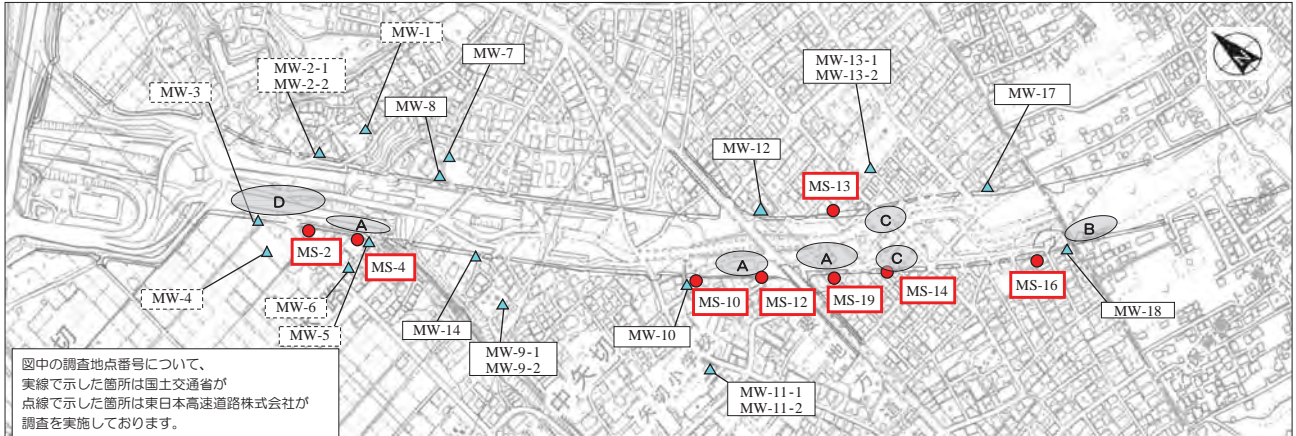 MW-1
MW-2-1
MW-2-2
MW-7
MW-3
MW-8
MW-13-1
MW-13-2
MW-17
MW-12
MS-13
N
D
A
C
B
MS-2
MS-4
A
A
C
MW-4
MW-6
MW-5
MW-14
MW-9-1
MW-9-2
MW-10
MS-10
MS-12
MS-19
MS-14
MS-16
MW-18
MW-11-1
MW-11-2
中矢切
矢切小
図中の調査地点番号について、
実線で示した箇所は国土交通省が
点線で示した箇所は東日本高速道路株式会社が
調査を実施しております。